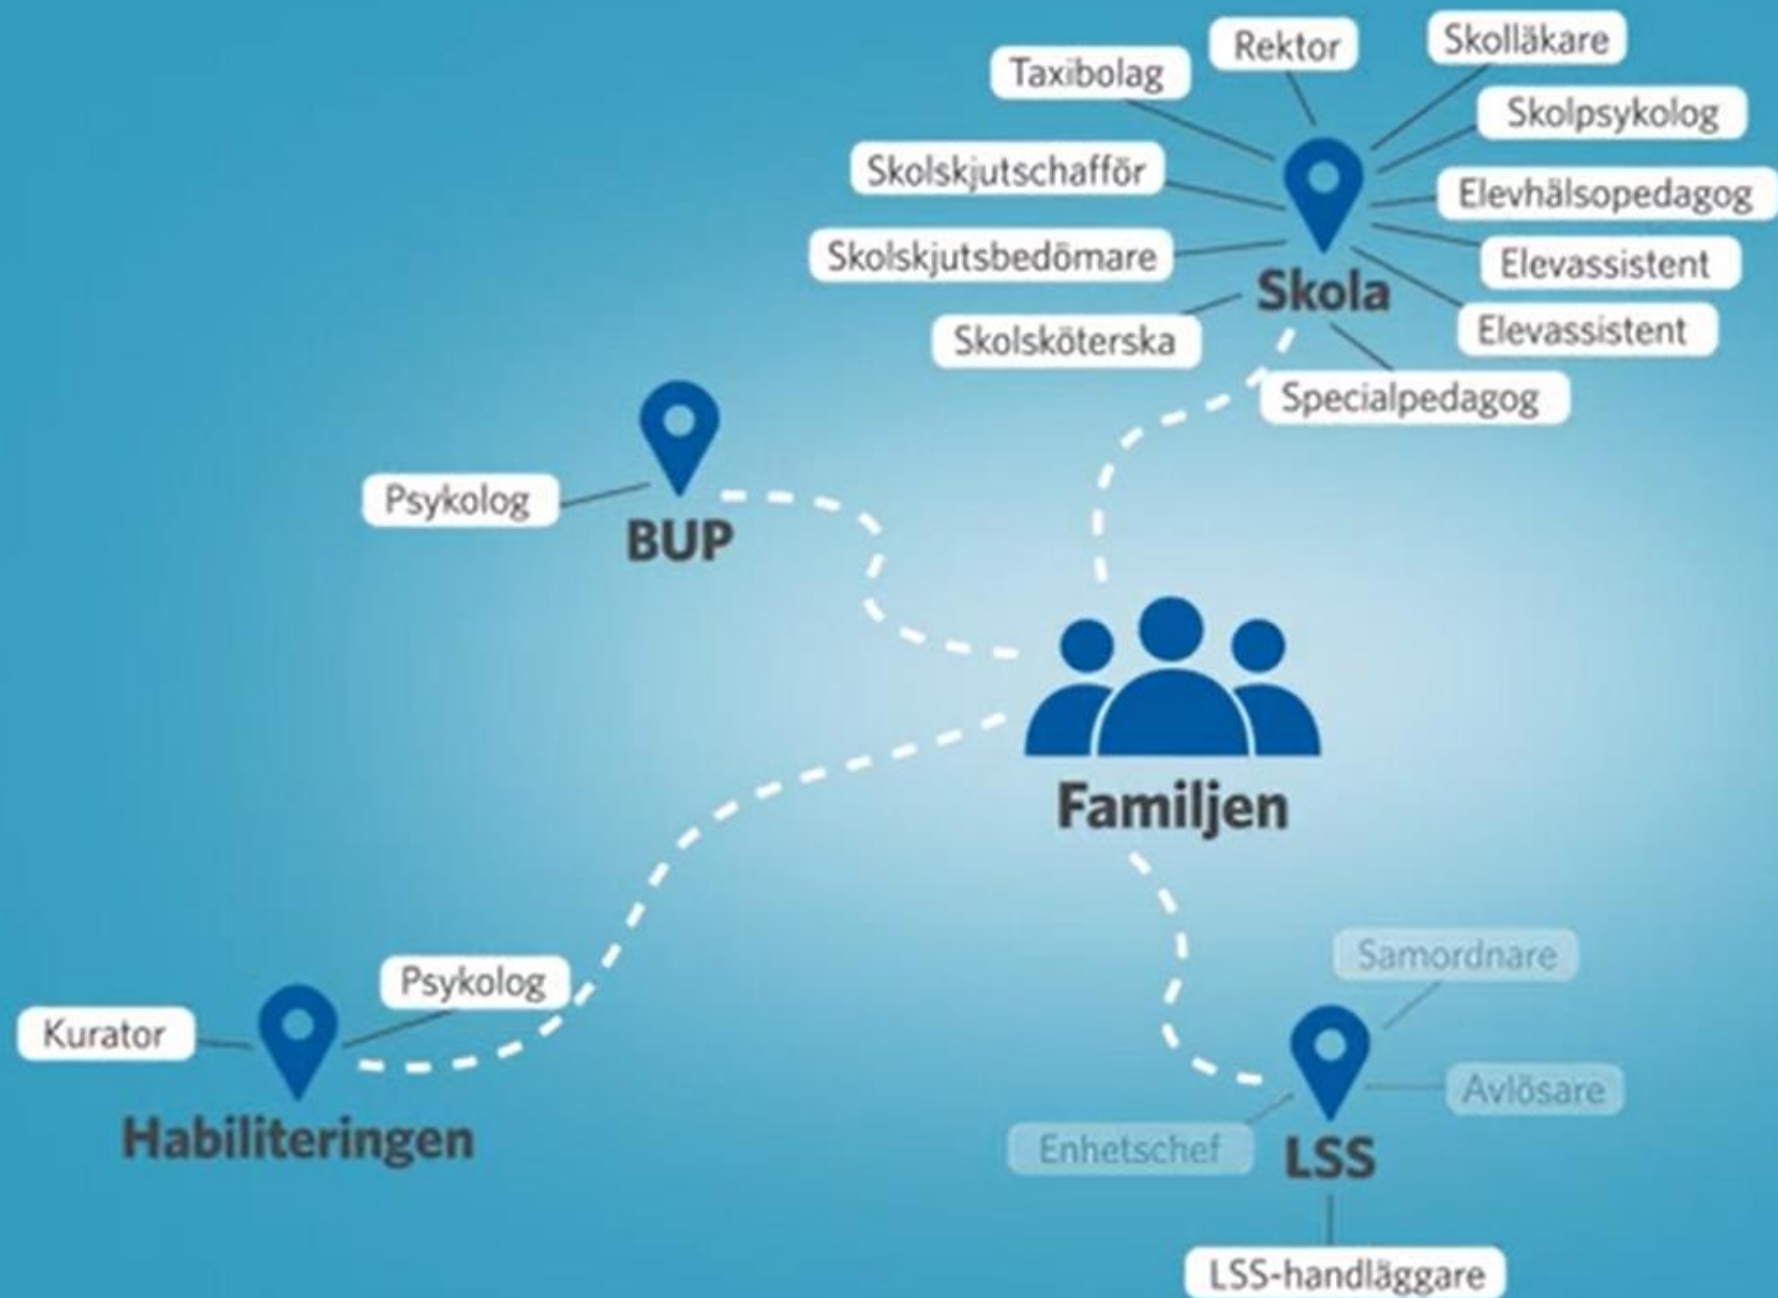 Rektor
Skolläkare
Taxibolag
Skolpsykolog
Skolskjutschafför
Elevhälsopedagog
Skolskjutsbedömare
Elevassistent
Skola
Skolsköterska
Elevassistent
Specialpedagog
Psykolog
BUP
Familjen
Samordnare
Psykolog
Kurator
Avlösare
Habiliteringen
Enhetschef
LSS
LSS-handläggare